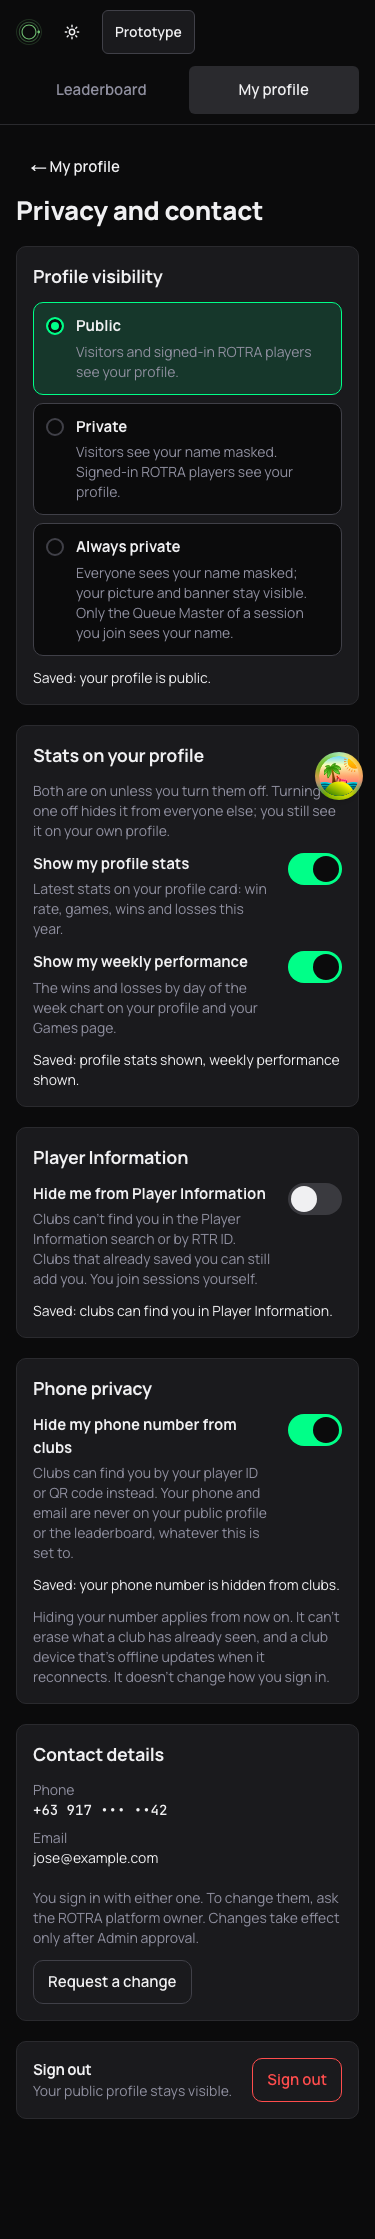 Prototype
Leaderboard
My profile
← My profile
Privacy and contact
Profile visibility
Public
Visitors and signed-in ROTRA players
see your profile.
Private
Visitors see your name masked.
Signed-in ROTRA players see your
profile.
Always private
Everyone sees your name masked;
your picture and banner stay visible.
Only the Queue Master of a session
you join sees your name.
Saved: your profile is public.
Stats on your profile
Both are on unless you turn them off. Turning
one off hides it from everyone else; you still see
it on your own profile.
Show my profile stats
Latest stats on your profile card: win
rate, games, wins and losses this
year.
Show my weekly performance
The wins and losses by day of the
week chart on your profile and your
Games page.
Saved: profile stats shown, weekly performance
shown.
Player Information
Hide me from Player Information
Clubs can't find you in the Player
Information search or by RTR ID.
Clubs that already saved you can still
add you. You join sessions yourself.
Saved: clubs can find you in Player Information.
Phone privacy
Hide my phone number from
clubs
Clubs can find you by your player ID
or QR code instead. Your phone and
email are never on your public profile
or the leaderboard, whatever this is
set to.
Saved: your phone number is hidden from clubs.
Hiding your number applies from now on. It can't
erase what a club has already seen, and a club
device that's offline updates when it
reconnects. It doesn't change how you sign in.
Contact details
Phone
+63 917 ••• ••42
Email
jose@example.com
You sign in with either one. To change them, ask
the ROTRA platform owner. Changes take effect
only after Admin approval.
Request a change
Sign out
Your public profile stays visible.
Sign out